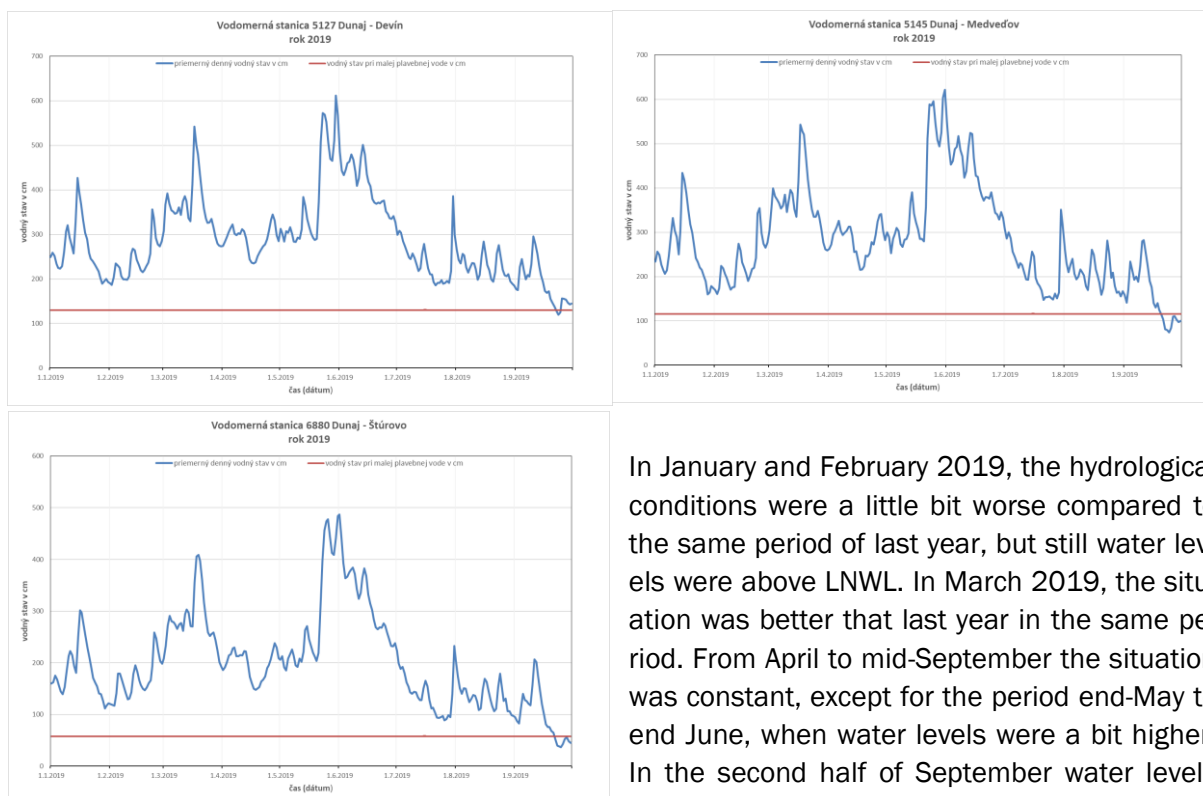 Vodomerná stanica 5127 Dunaj - Devín
rok 2019
priemerný denný vodný stav v cm
vodný stav pri malej plavebnej vode v cm
vodný stav v cm
700
600
500
400
300
200
100
0
1.1.2019 1.2.2019 1.3.2019 1.4.2019 1.5.2019 1.6.2019 1.7.2019 1.8.2019 1.9.2019
čas (dátum)
Vodomerná stanica 5145 Dunaj - Medveďov
rok 2019
priemerný denný vodný stav v cm
vodný stav pri malej plavebnej vode v cm
vodný stav v cm
700
600
500
400
300
200
100
0
1.1.2019 1.2.2019 1.3.2019 1.4.2019 1.5.2019 1.6.2019 1.7.2019 1.8.2019 1.9.2019
čas (dátum)
Vodomerná stanica 6880 Dunaj - Štúrovo
rok 2019
priemerný denný vodný stav v cm
vodný stav pri malej plavebnej vode v cm
vodný stav v cm
600
500
400
300
200
100
0
1.1.2019 1.2.2019 1.3.2019 1.4.2019 1.5.2019 1.6.2019 1.7.2019 1.8.2019 1.9.2019
čas (dátum)
In January and February 2019, the hydrologica
conditions were a little bit worse compared t
the same period of last year, but still water lev
els were above LNWL. In March 2019, the situ
ation was better that last year in the same pe
riod. From April to mid-September the situatio
was constant, except for the period end-May t
end June, when water levels were a bit higher
In the second half of September water level